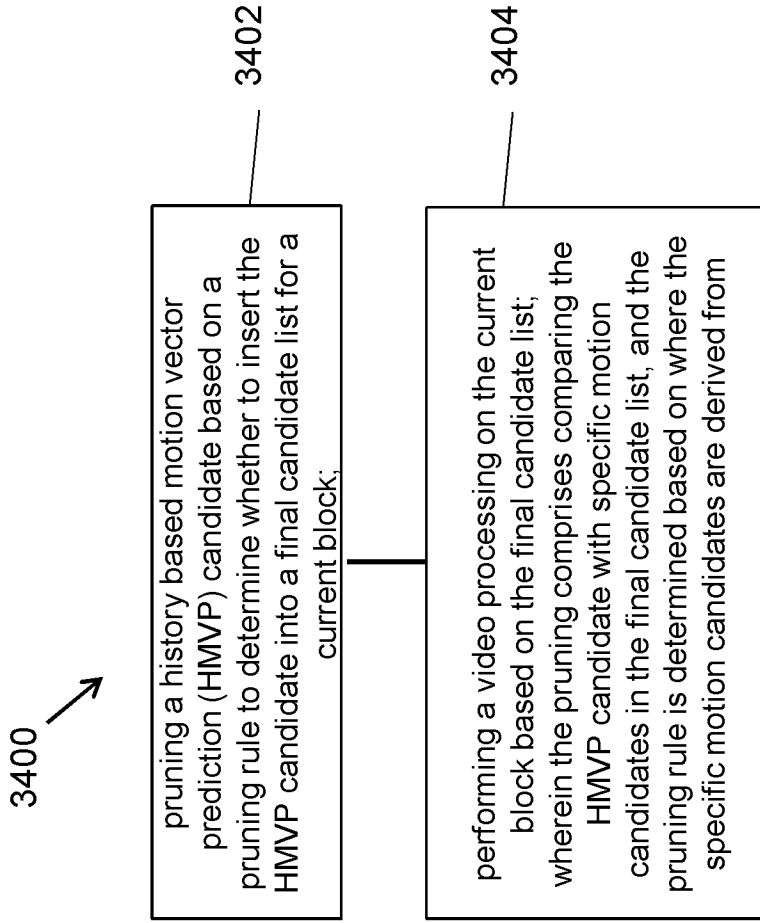 3400
pruning a history based motion vector
prediction (HMVP) candidate based on a
pruning rule to determine whether to insert the
HMVP candidate into a final candidate list for a
current block;
3402
performing a video processing on the current
block based on the final candidate list;
wherein the pruning comprises comparing the
HMVP candidate with specific motion
candidates in the final candidate list, and the
pruning rule is determined based on where the
specific motion candidates are derived from
3404